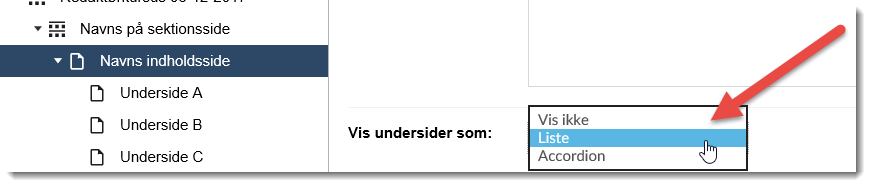 Navns på sektionsside
Navns indholdsside
Underside A
Underside B
Underside C
Vis undersider som:
Vis ikke
Liste
Accordion